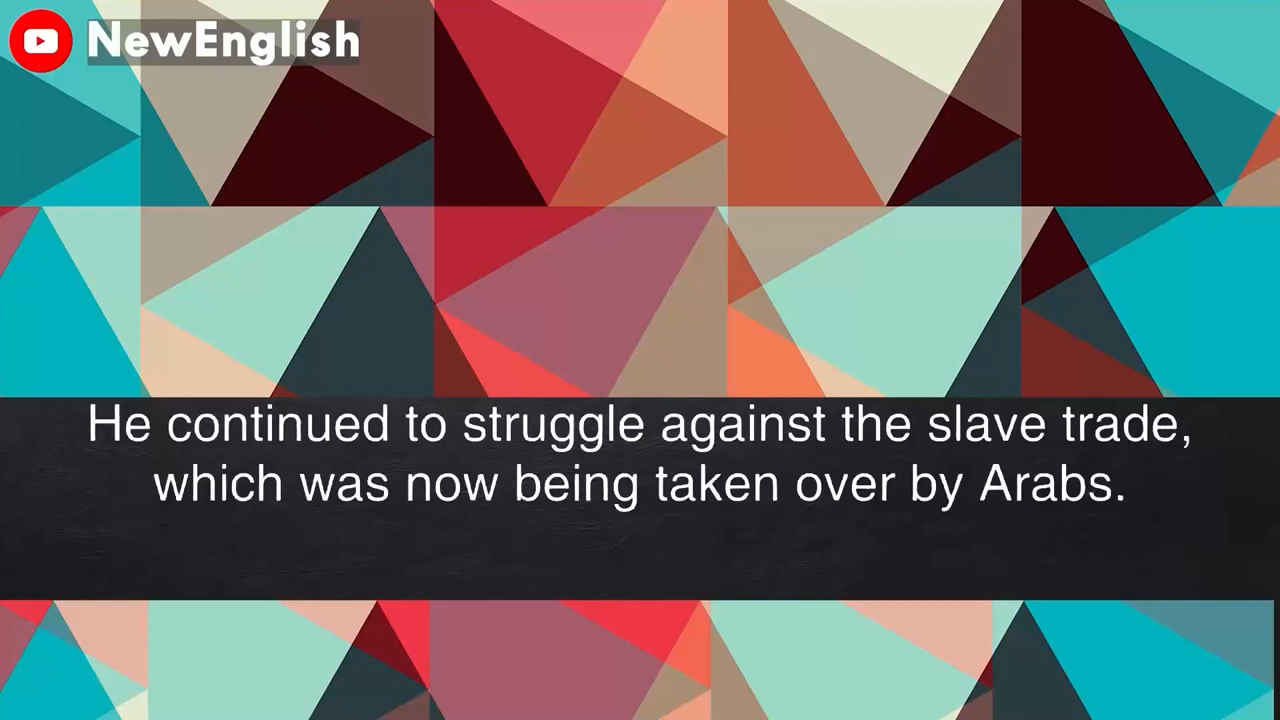 NewEnglish
He continued to struggle against the slave trade,
which was now being taken over by Arabs.